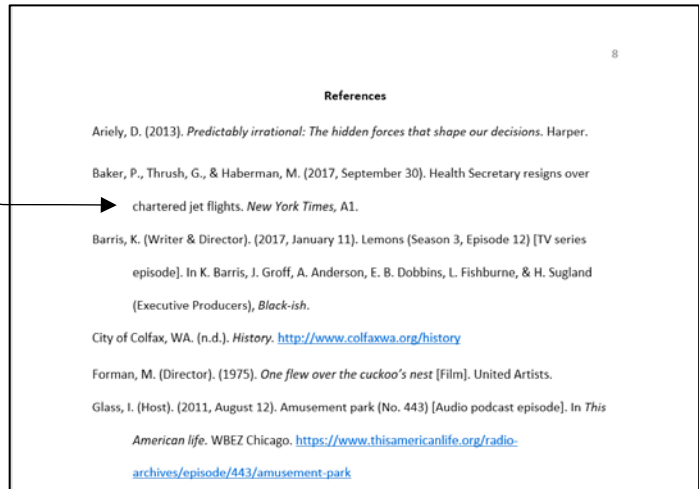 8
References
Ariely, D. (2013). Predictably irrational: The hidden forces that shape our decisions. Harper.
Baker, P., Thrush, G., & Haberman, M. (2017, September 30). Health Secretary resigns over
chartered jet flights. New York Times, A1.
Barris, K. (Writer & Director). (2017, January 11). Lemons (Season 3, Episode 12) [TV series
episode]. In K. Barris, J. Groff, A. Anderson, E. B. Dobbins, L. Fishburne, & H. Sugland
(Executive Producers), Black-ish.
City of Colfax, WA. (n.d.). History. http://www.colfaxwa.org/history
Forman, M. (Director). (1975). One flew over the cuckoo's nest [Film]. United Artists.
Glass, I. (Host). (2011, August 12). Amusement park (No. 443) [Audio podcast episode]. In This
American life. WBEZ Chicago. https://www.thisamericanlife.org/radio-
archives/episode/443/amusement-park